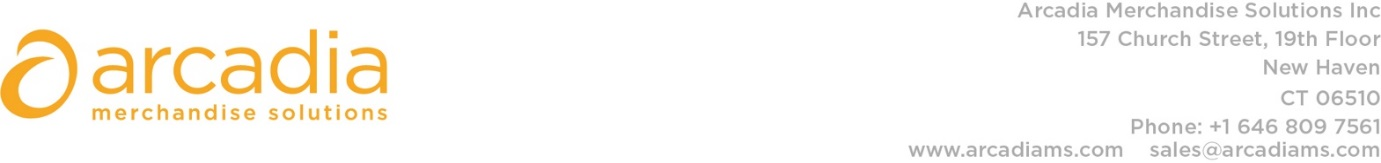 arcadia
merchandise solutions
Arcadia Merchandise Solutions Inc
157 Church Street, 19th Floor
New Haven
CT 06510
Phone: +1 646 809 7561
www.arcadiams.com sales@arcadiams.com